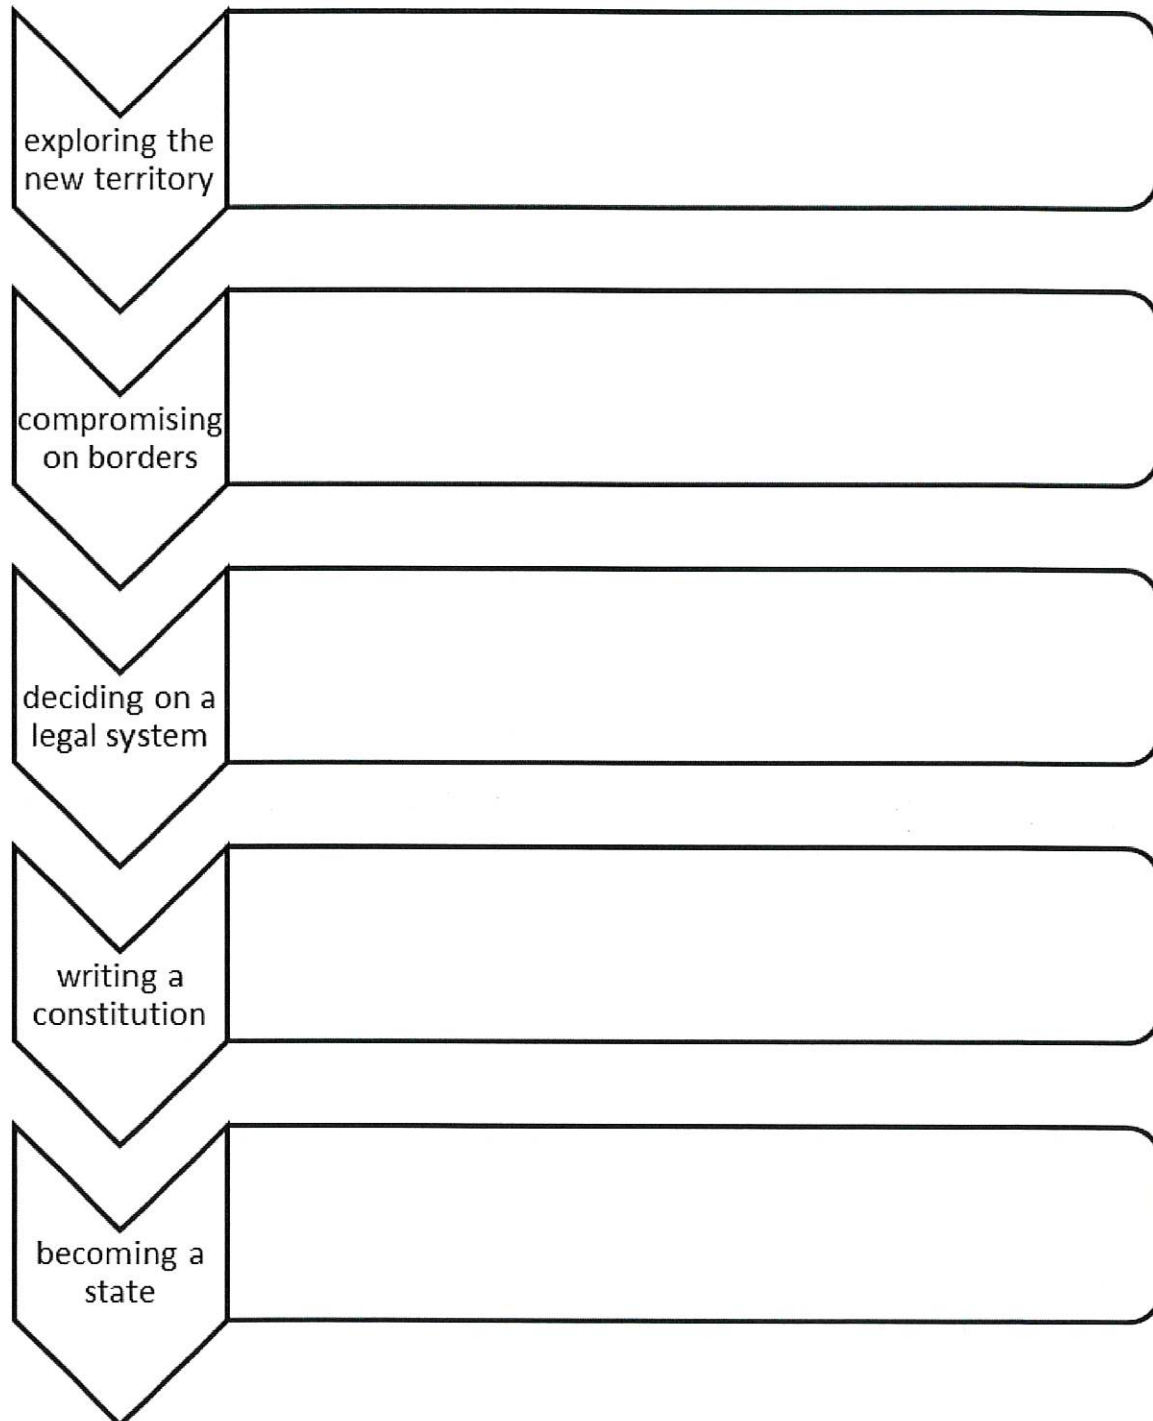 exploring the
new territory
compromising
on borders
deciding on a
legal system
writing a
constitution
becoming a
state